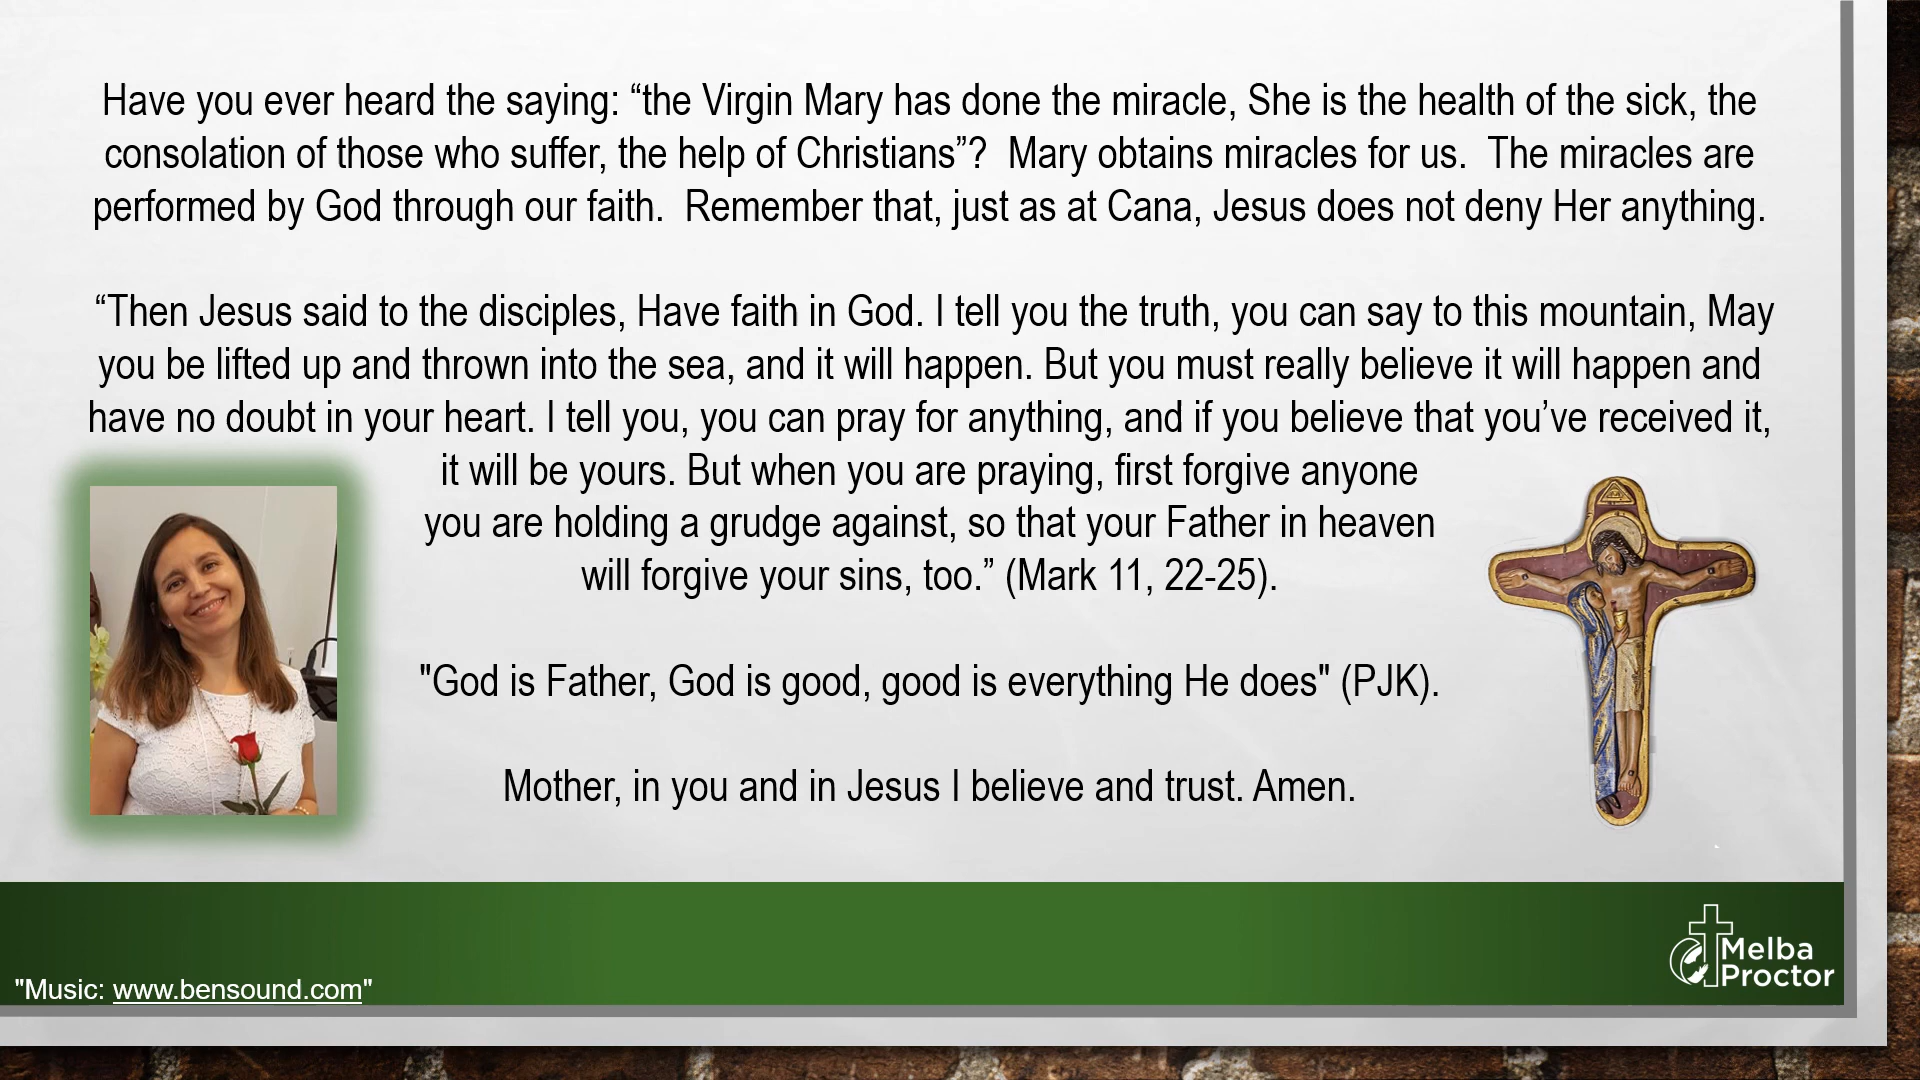 Have you ever heard the saying: “the Virgin Mary has done the miracle, She is the health of the sick, the
consolation of those who suffer, the help of Christians”?  Mary obtains miracles for us.  The miracles are
performed by God through our faith.  Remember that, just as at Cana, Jesus does not deny Her anything.
“Then Jesus said to the disciples, Have faith in God. I tell you the truth, you can say to this mountain, May
you be lifted up and thrown into the sea, and it will happen. But you must really believe it will happen and
have no doubt in your heart. I tell you, you can pray for anything, and if you believe that you’ve received it,
it will be yours. But when you are praying, first forgive anyone
you are holding a grudge against, so that your Father in heaven
will forgive your sins, too.” (Mark 11, 22-25).
"God is Father, God is good, good is everything He does" (PJK).
Mother, in you and in Jesus I believe and trust. Amen.
Melba
Proctor
"Music: www.bensound.com"